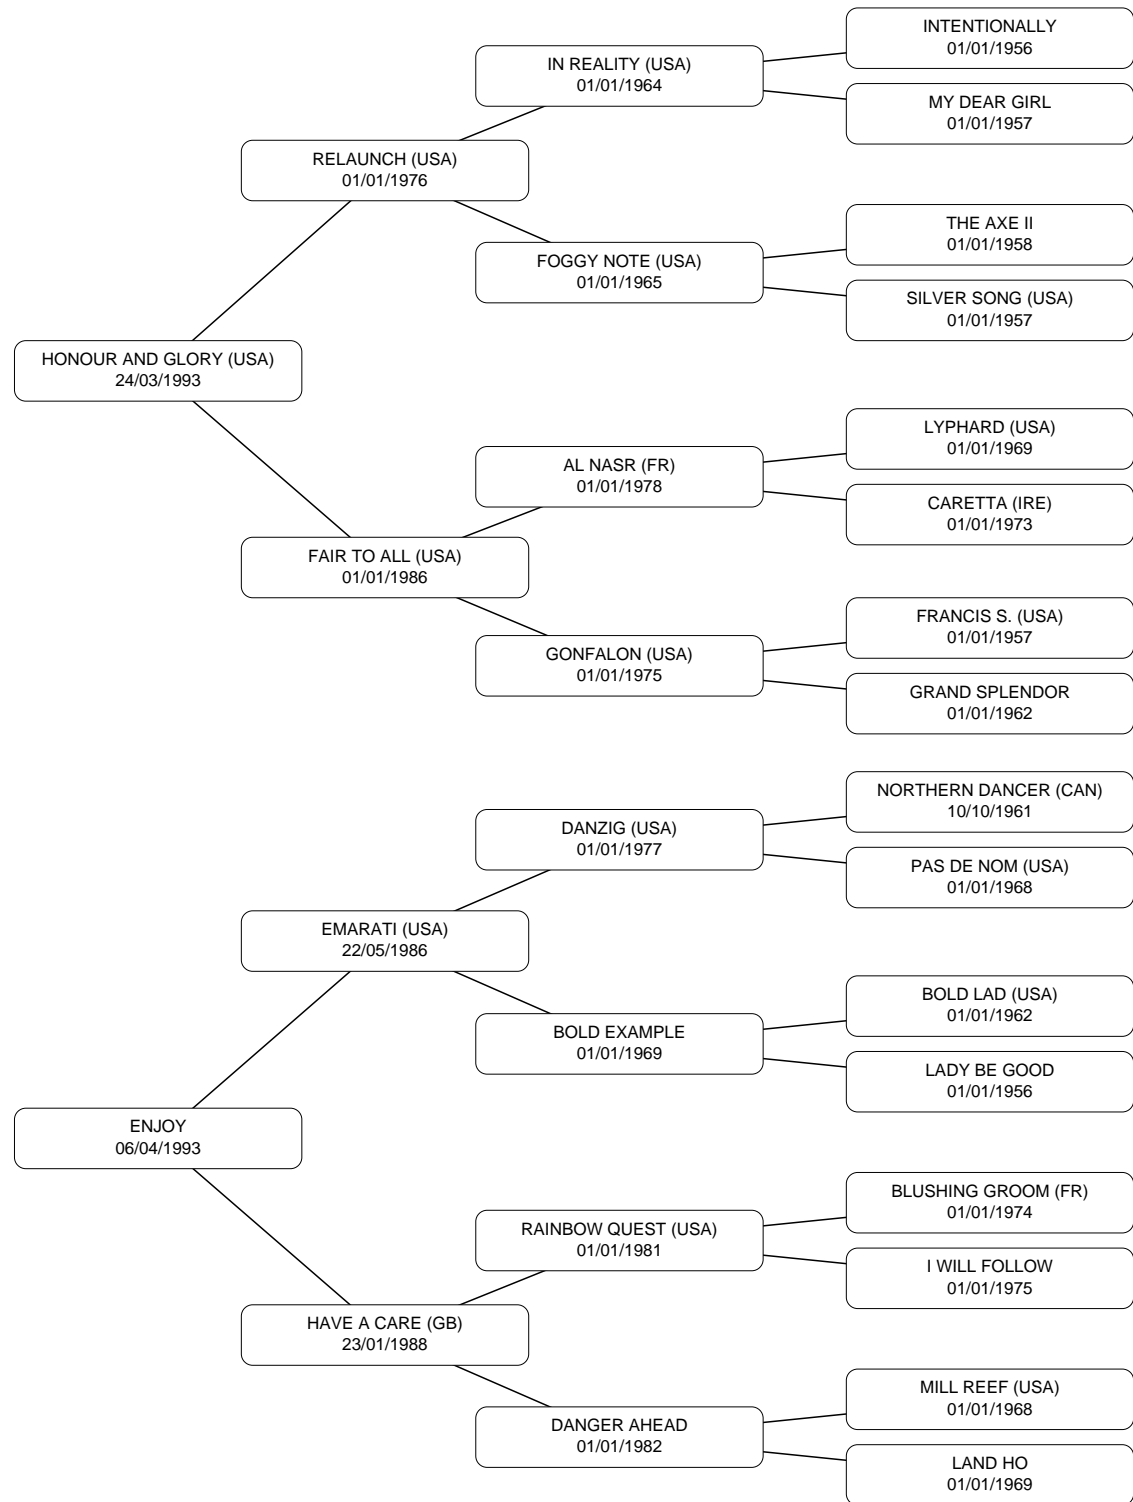 INTENTIONALLY
01/01/1956
IN REALITY (USA)
01/01/1964
MY DEAR GIRL
01/01/1957
RELAUNCH (USA)
01/01/1976
THE AXE II
01/01/1958
FOGGY NOTE (USA)
01/01/1965
SILVER SONG (USA)
01/01/1957
HONOUR AND GLORY (USA)
24/03/1993
LYPHARD (USA)
01/01/1969
AL NASR (FR)
01/01/1978
CARETTA (IRE)
01/01/1973
FAIR TO ALL (USA)
01/01/1986
FRANCIS S. (USA)
01/01/1957
GONFALON (USA)
01/01/1975
GRAND SPLENDOR
01/01/1962
NORTHERN DANCER (CAN)
10/10/1961
DANZIG (USA)
01/01/1977
PAS DE NOM (USA)
01/01/1968
EMARATI (USA)
22/05/1986
BOLD LAD (USA)
01/01/1962
BOLD EXAMPLE
01/01/1969
LADY BE GOOD
01/01/1956
ENJOY
06/04/1993
BLUSHING GROOM (FR)
01/01/1974
RAINBOW QUEST (USA)
01/01/1981
I WILL FOLLOW
01/01/1975
HAVE A CARE (GB)
23/01/1988
MILL REEF (USA)
01/01/1968
DANGER AHEAD
01/01/1982
LAND HO
01/01/1969